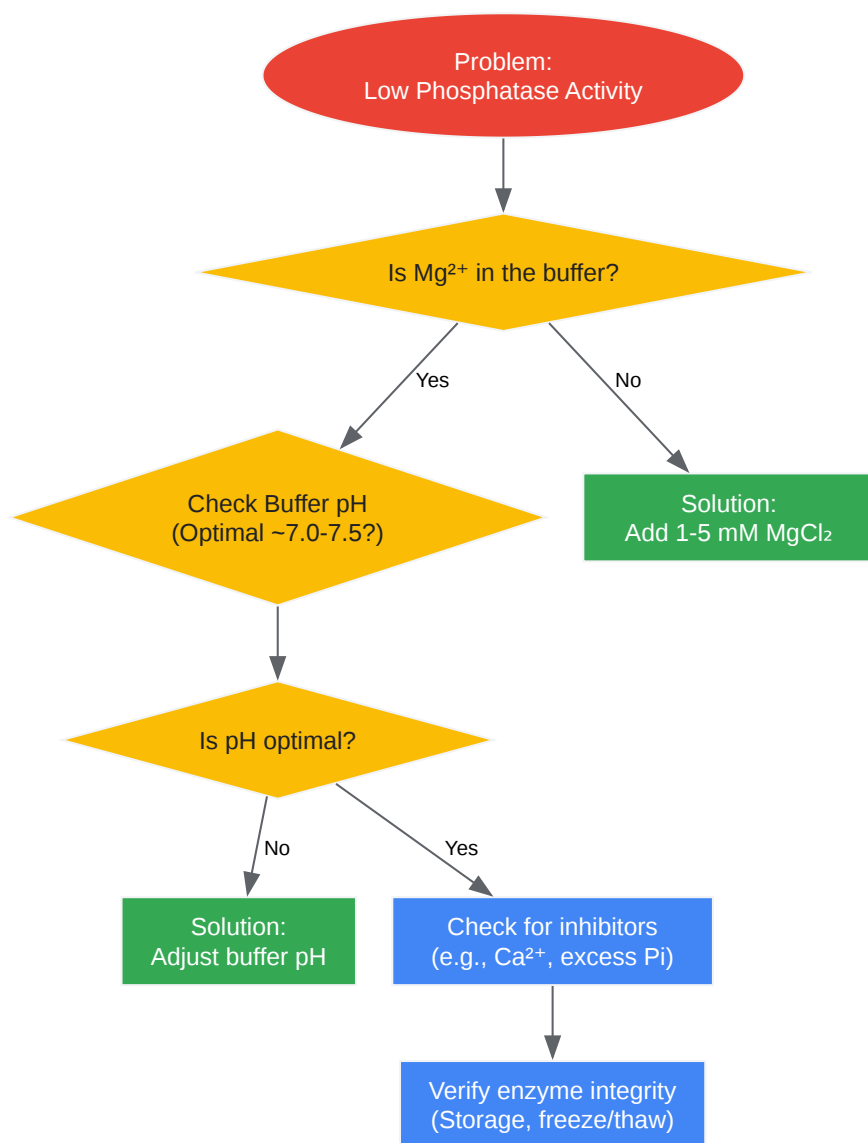 Problem:
Low Phosphatase Activity
Is Mg²⁺ in the buffer?
Yes
No
Check Buffer pH
(Optimal ~7.0-7.5?)
Solution:
Add 1-5 mM MgCl₂
Is pH optimal?
No
Yes
Solution:
Adjust buffer pH
Check for inhibitors
(e.g., Ca²⁺, excess Pi)
Verify enzyme integrity
(Storage, freeze/thaw)